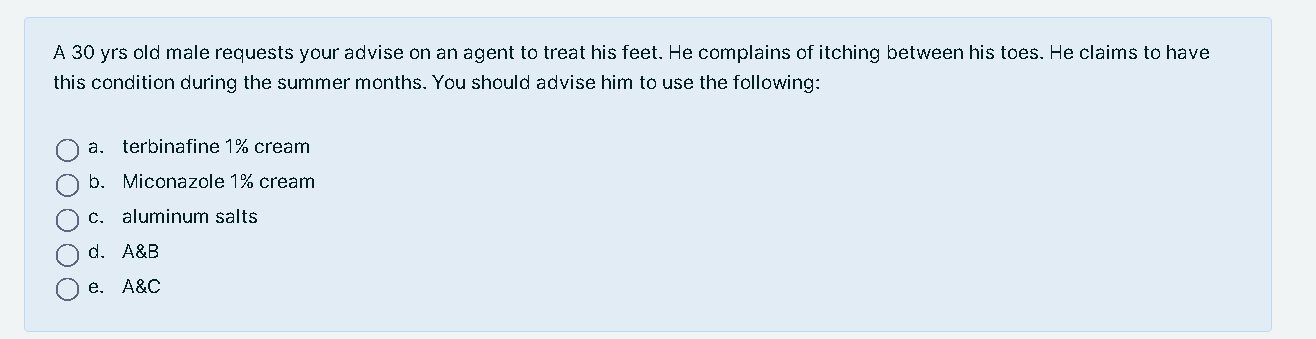 A 30 yrs old male requests your advise on an agent to treat his feet. He complains of itching between his toes. He claims to have
this condition during the summer months. You should advise him to use the following:
a. terbinafine 1% cream
b. Miconazole 1% cream
c. aluminum salts
d. A&B
e. A&C